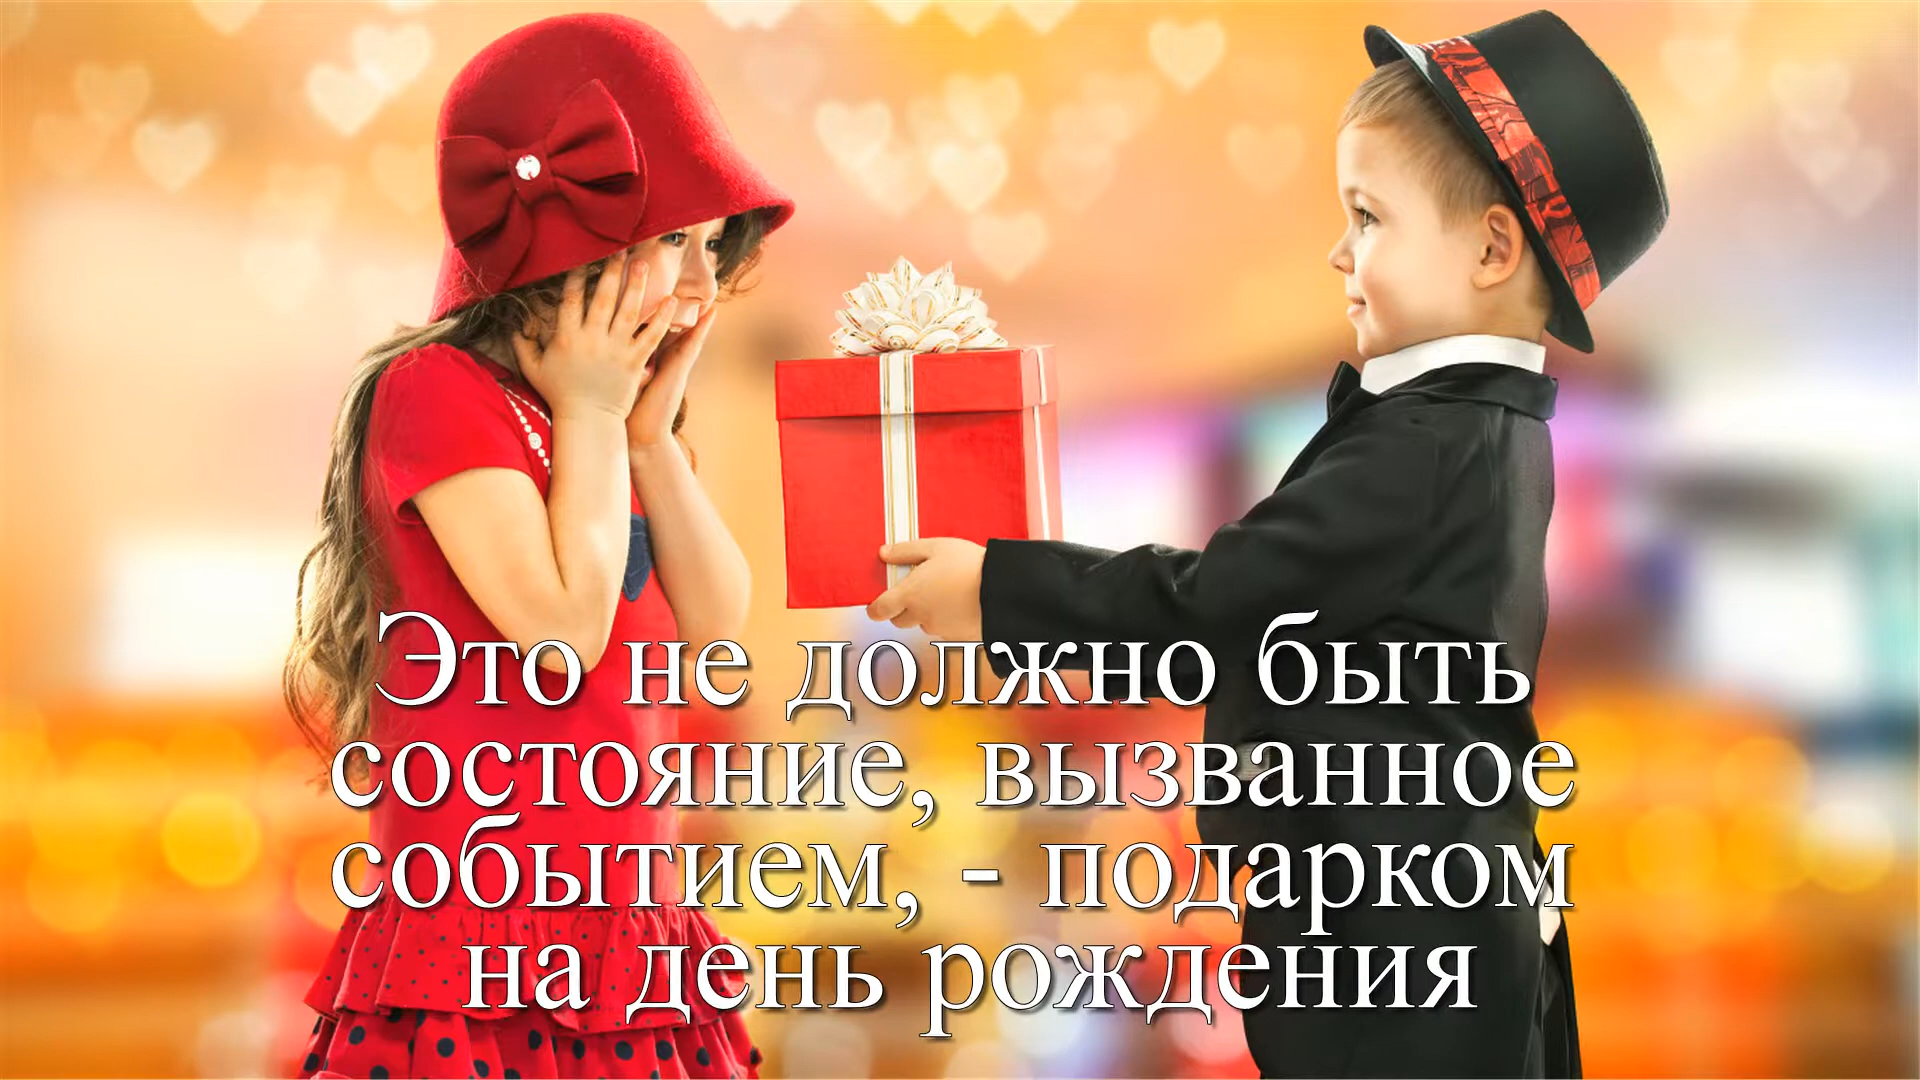 Это не должно быть
состояние, вызванное
событием, - подарком
на день рождения